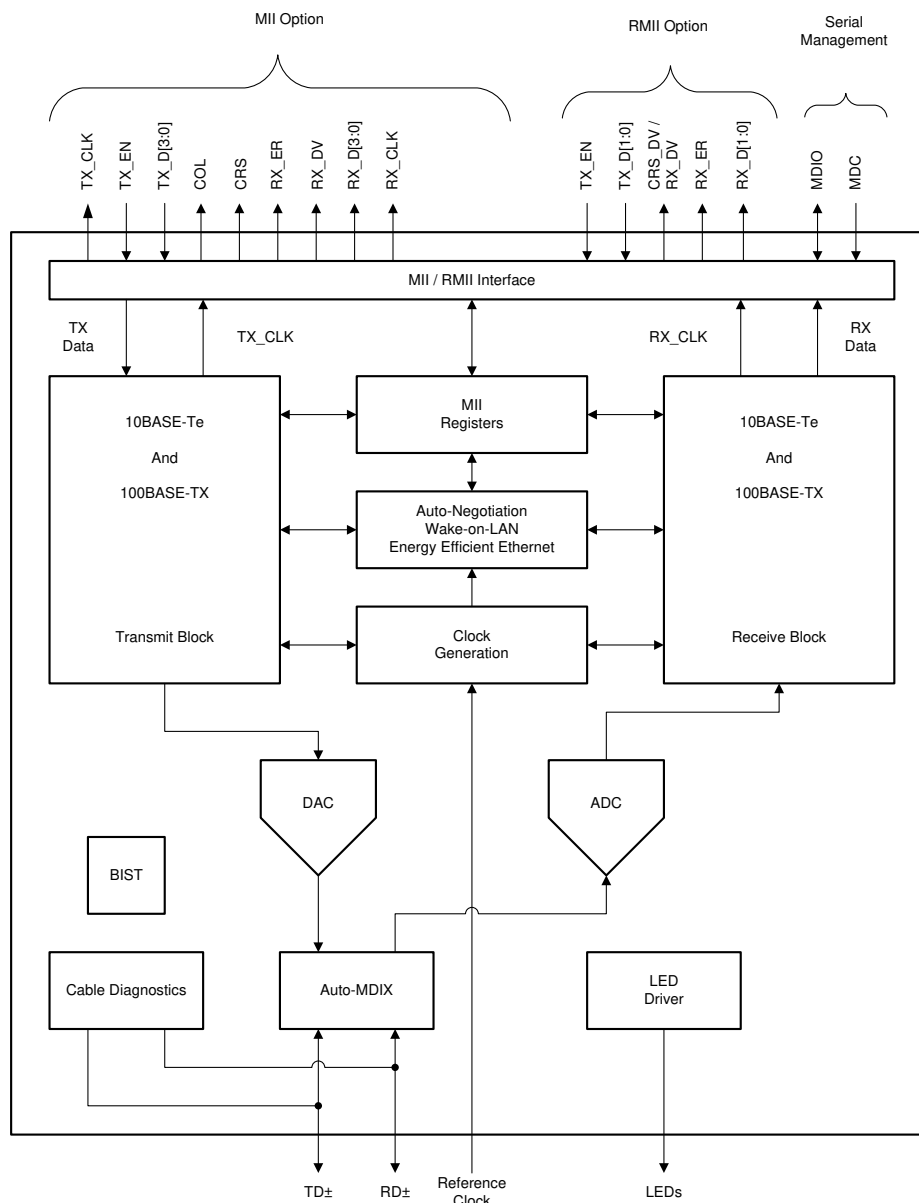 MII Option
RMII Option
Serial
Management
TX_CLK
TX_EN
TX_D[3:0]
COL
CRS
RX_ER
RX_DV
RX_D[3:0]
RX_CLK
TX_EN
TX_D[1:0]
CRS_DV /
RX_DV
RX_ER
RX_D[1:0]
MDIO
MDC
MII / RMII Interface
TX
Data
TX_CLK
RX_CLK
RX
Data
10BASE-Te
And
100BASE-TX
Transmit Block
MII
Registers
Auto-Negotiation
Wake-on-LAN
Energy Efficient Ethernet
Clock
Generation
10BASE-Te
And
100BASE-TX
Receive Block
DAC
ADC
BIST
Cable Diagnostics
Auto-MDIX
LED
Driver
TD±
RD±
Reference
Clock
LEDs